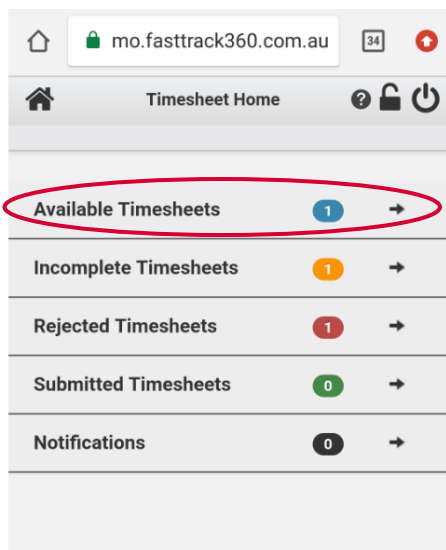 mo.fasttrack360.com.au 34
Timesheet Home ?
Available Timesheets 1
Incomplete Timesheets 1
Rejected Timesheets 1
Submitted Timesheets 0
Notifications 0